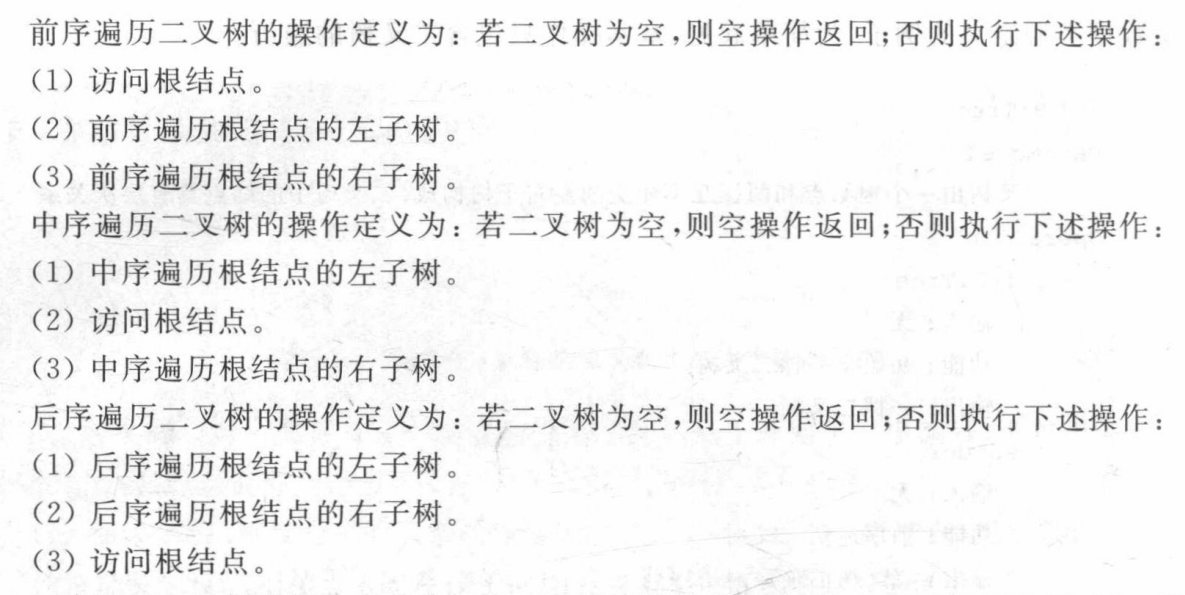 前序遍历二叉树的操作定义为：若二叉树为空，则空操作返回；否则执行下述操作：
（1）访问根结点。
（2）前序遍历根结点的左子树。
（3）前序遍历根结点的右子树。
中序遍历二叉树的操作定义为：若二叉树为空，则空操作返回；否则执行下述操作：
（1）中序遍历根结点的左子树。
（2）访问根结点。
（3）中序遍历根结点的右子树。
后序遍历二叉树的操作定义为：若二叉树为空，则空操作返回；否则执行下述操作：
（1）后序遍历根结点的左子树。
（2）后序遍历根结点的右子树。
（3）访问根结点。